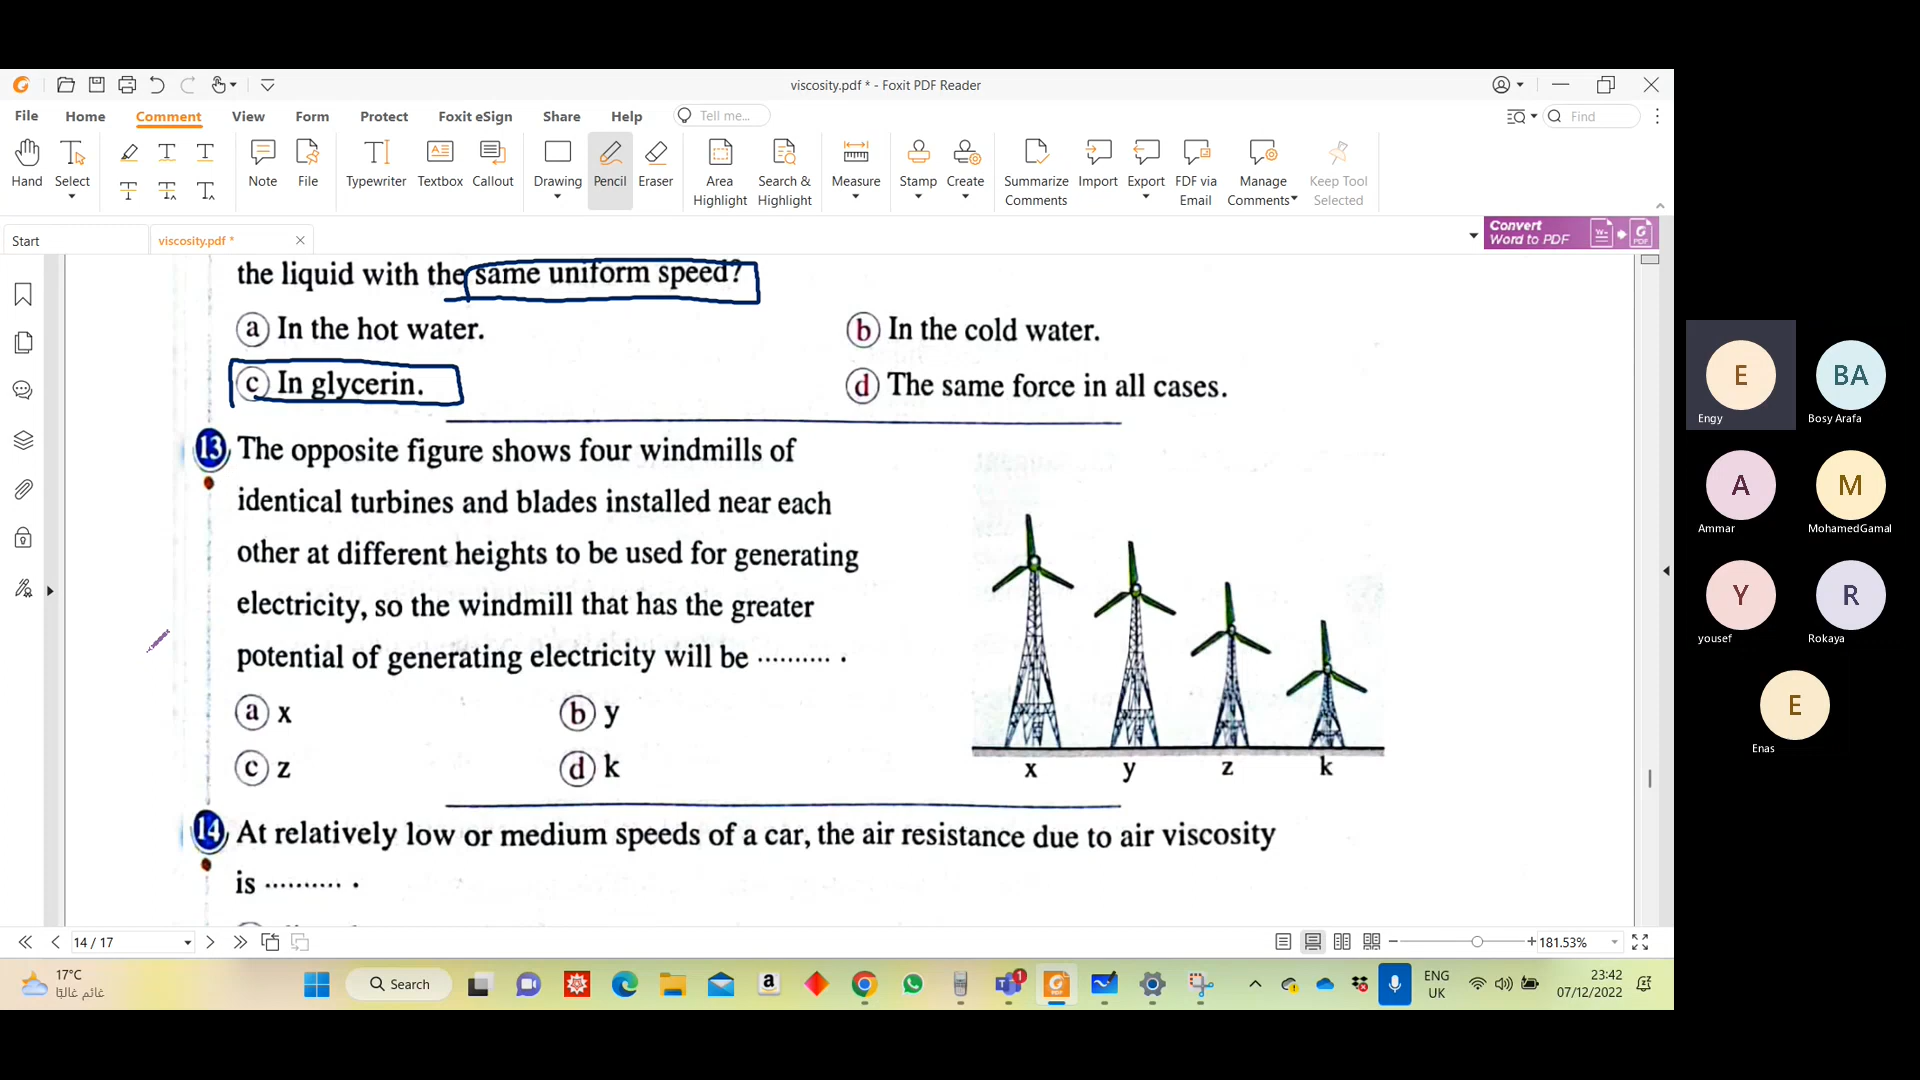 viscosity.pdf * - Foxit PDF Reader
File Home Comment View Form Protect Foxit eSign Share Help Tell me... Find
Hand Select Note File Typewriter Textbox Callout Drawing Pencil Eraser Area Highlight Search & Highlight Measure Stamp Create Summarize Comments Import Export FDF via Email Manage Comments Keep Tool Selected
Start viscosity.pdf *
Convert
Word to PDF
the liquid with the same uniform speed?
a In the hot water. b In the cold water.
c In glycerin. d The same force in all cases.
13 The opposite figure shows four windmills of
identical turbines and blades installed near each
other at different heights to be used for generating
electricity, so the windmill that has the greater
potential of generating electricity will be ·········· .
a x b y
c z d k
x y z k
14 At relatively low or medium speeds of a car, the air resistance due to air viscosity
is ·········· .
E BA
Engy Bosy Arafa
A M
Ammar MohamedGamal
Y R
yousef Rokaya
E
Enas
14 / 17 181.53%
17°C
غائم غالبًا
Search
1
ENG
UK
23:42
07/12/2022